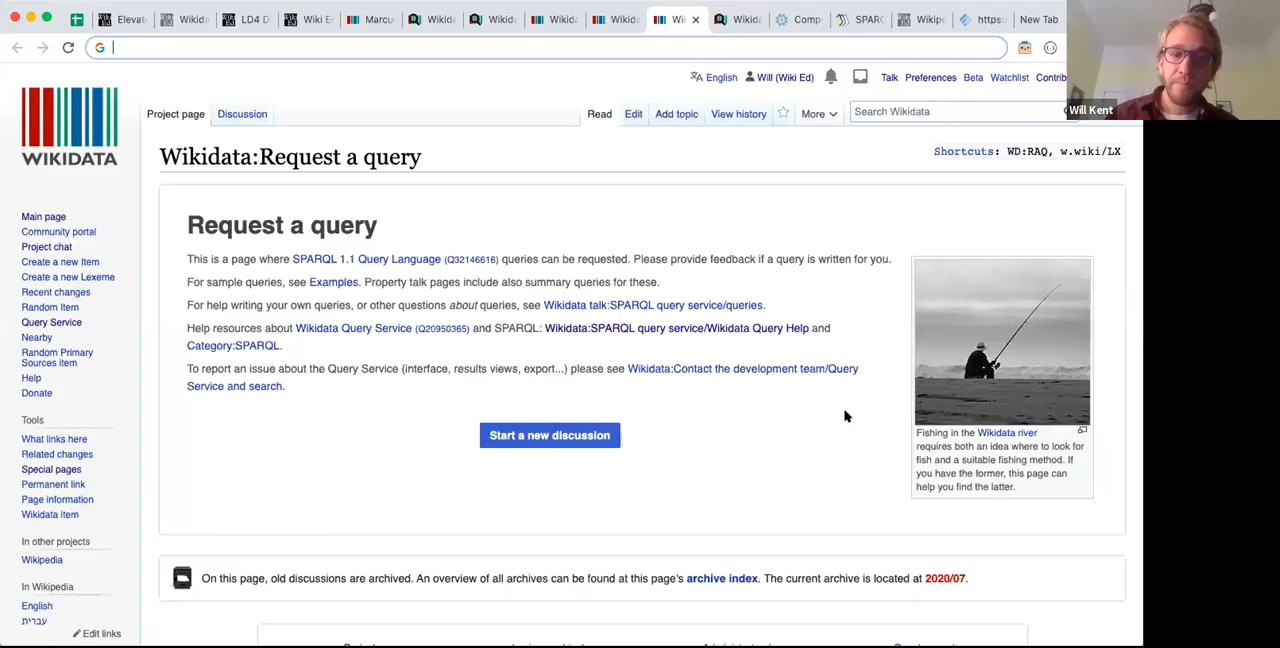 Elevat
Wikida
LD4 D
Wiki E
Marcu
Wikida
Wikida
Wikida
Wikida
Wi
Wikida
Comp
SPARC
Wikipe
https:
New Tab
English
Will (Wiki Ed)
Talk
Preferences
Beta
Watchlist
Contrib
Will Kent
Project page
Discussion
Read
Edit
Add topic
View history
More
Search Wikidata
WIKIDATA
Wikidata:Request a query
Shortcuts: WD:RAQ, w.wiki/LX
Main page
Community portal
Project chat
Create a new Item
Create a new Lexeme
Recent changes
Random Item
Query Service
Nearby
Random Primary
Sources item
Help
Donate
Tools
What links here
Related changes
Special pages
Permanent link
Page information
Wikidata item
In other projects
Wikipedia
In Wikipedia
English
עברית
Edit links
Request a query
This is a page where SPARQL 1.1 Query Language (Q32146616) queries can be requested. Please provide feedback if a query is written for you.
For sample queries, see Examples. Property talk pages include also summary queries for these.
For help writing your own queries, or other questions about queries, see Wikidata talk:SPARQL query service/queries.
Help resources about Wikidata Query Service (Q20950365) and SPARQL: Wikidata:SPARQL query service/Wikidata Query Help and
Category:SPARQL.
To report an issue about the Query Service (interface, results views, export...) please see Wikidata:Contact the development team/Query
Service and search.
Start a new discussion
Fishing in the Wikidata river
requires both an idea where to look for
fish and a suitable fishing method. If
you have the former, this page can
help you find the latter.
On this page, old discussions are archived. An overview of all archives can be found at this page's archive index. The current archive is located at 2020/07.